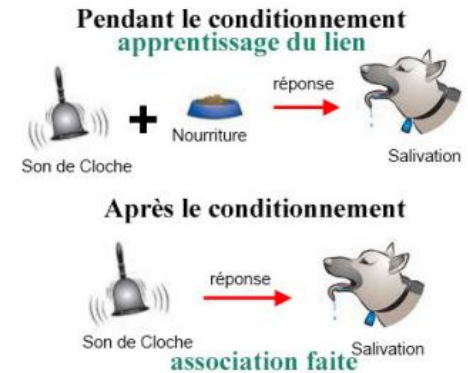 Pendant le conditionnement
apprentissage du lien
réponse
Son de Cloche
Nourriture
Salivation
Après le conditionnement
réponse
Son de Cloche
Salivation
association faite